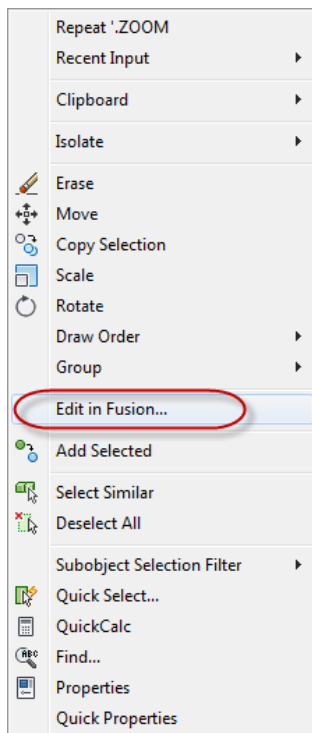 Repeat '.ZOOM
Recent Input
Clipboard
Isolate
Erase
Move
Copy Selection
Scale
Rotate
Draw Order
Group
Edit in Fusion...
Add Selected
Select Similar
Deselect All
Subobject Selection Filter
Quick Select...
QuickCalc
ABC
Find...
Properties
Quick Properties